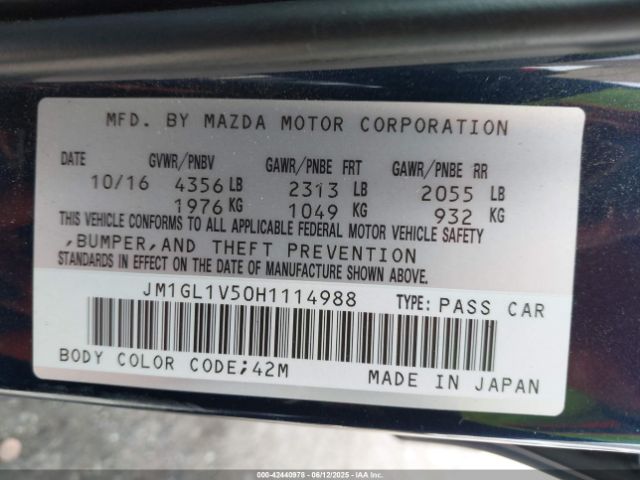 MFD. BY MAZDA MOTOR CORPORATION
DATE GVWR/PNBV GAWR/PNBE FRT GAWR/PNBE RR
10/16 4356 LB 2313 LB 2055 LB
1976 KG 1049 KG 932 KG
THIS VEHICLE CONFORMS TO ALL APPLICABLE FEDERAL MOTOR VEHICLE SAFETY
,BUMPER,AND THEFT PREVENTION
STANDARDS IN EFFECT ON THE DATE OF MANUFACTURE SHOWN ABOVE.
JM1GL1V50H1114988 TYPE: PASS CAR
BODY COLOR CODE;42M MADE IN JAPAN
000-42440978 - 06/12/2025 - IAAI.COM